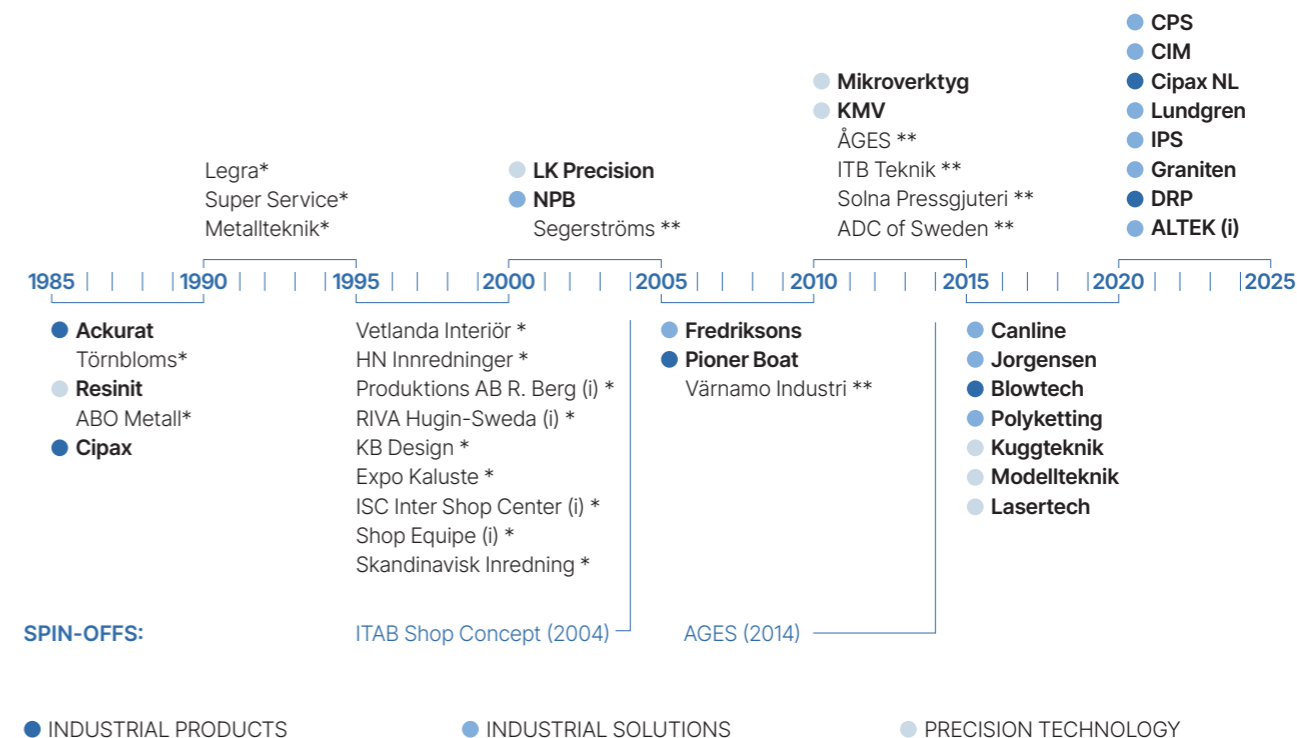 CPS
CIM
Cipax NL
Lundgren
IPS
Graniten
DRP
ALTEK (i)
Mikroverktyg
KMV
ÅGES **
ITB Teknik **
Solna Pressgjuteri **
ADC of Sweden **
LK Precision
NPB
Segerströms **
Legra*
Super Service*
Metallteknik*
1985 1990 1995 2000 2005 2010 2015 2020 2025
Ackurat
Törnbloms*
Resinit
ABO Metall*
Cipax
Vetlanda Interiör *
HN Innredninger *
Produktions AB R. Berg (i) *
RIVA Hugin-Sweda (i) *
KB Design *
Expo Kaluste *
ISC Inter Shop Center (i) *
Shop Equipe (i) *
Skandinavisk Inredning *
Fredriksons
Pioner Boat
Värnamo Industri **
Canline
Jorgensen
Blowtech
Polyketting
Kuggteknik
Modellteknik
Lasertech
SPIN-OFFS: ITAB Shop Concept (2004) AGES (2014)
INDUSTRIAL PRODUCTS INDUSTRIAL SOLUTIONS PRECISION TECHNOLOGY